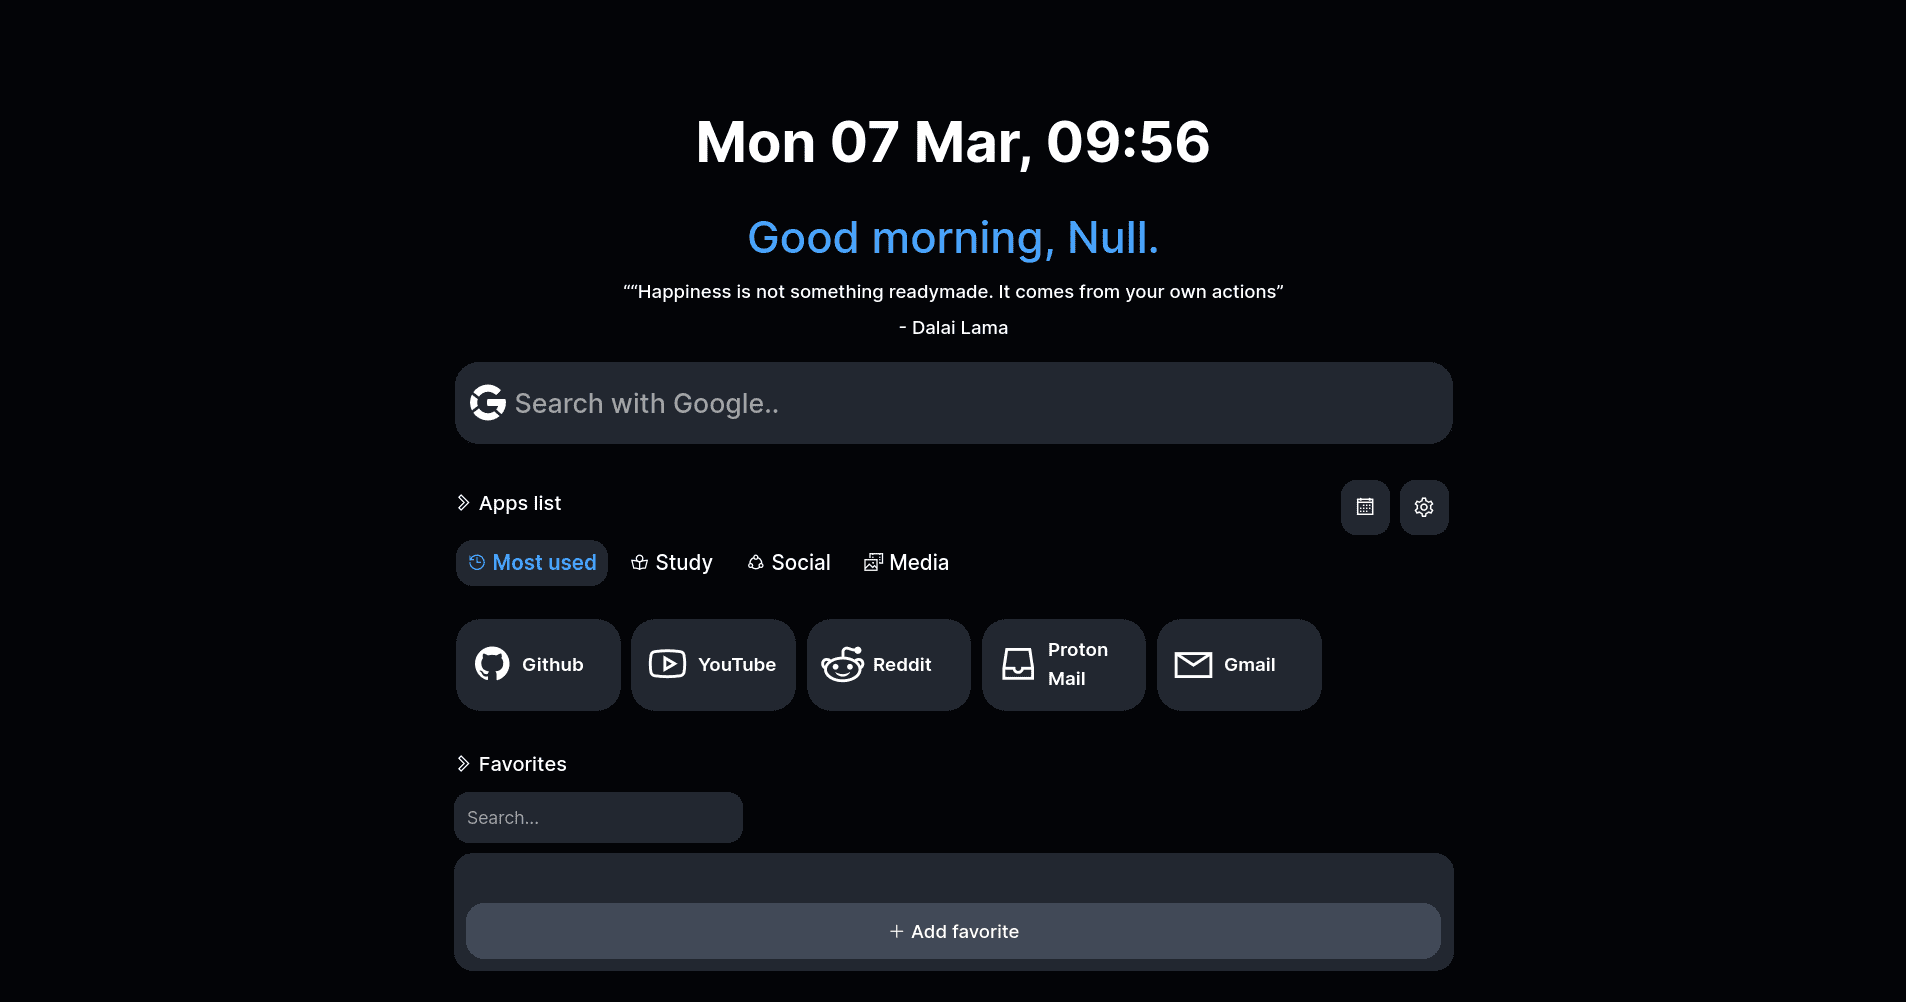 Mon 07 Mar, 09:56
Good morning, Null.
““Happiness is not something readymade. It comes from your own actions”
- Dalai Lama
Search with Google..
Apps list
Most used
Study
Social
Media
Github
YouTube
Reddit
Proton
Mail
Gmail
Favorites
Search...
+ Add favorite